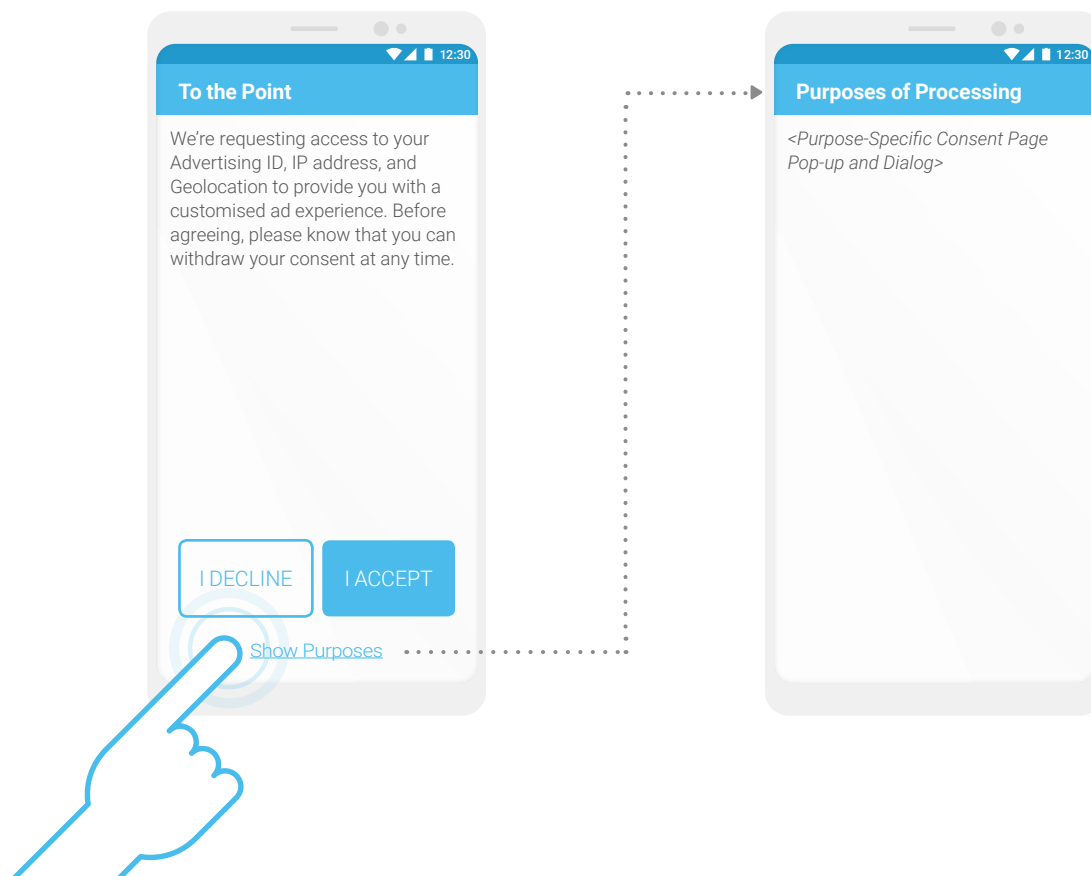 12:30
To the Point
We’re requesting access to your
Advertising ID, IP address, and
Geolocation to provide you with a
customised ad experience. Before
agreeing, please know that you can
withdraw your consent at any time.
I DECLINE
I ACCEPT
Show Purposes
12:30
Purposes of Processing
<Purpose-Specific Consent Page
Pop-up and Dialog>